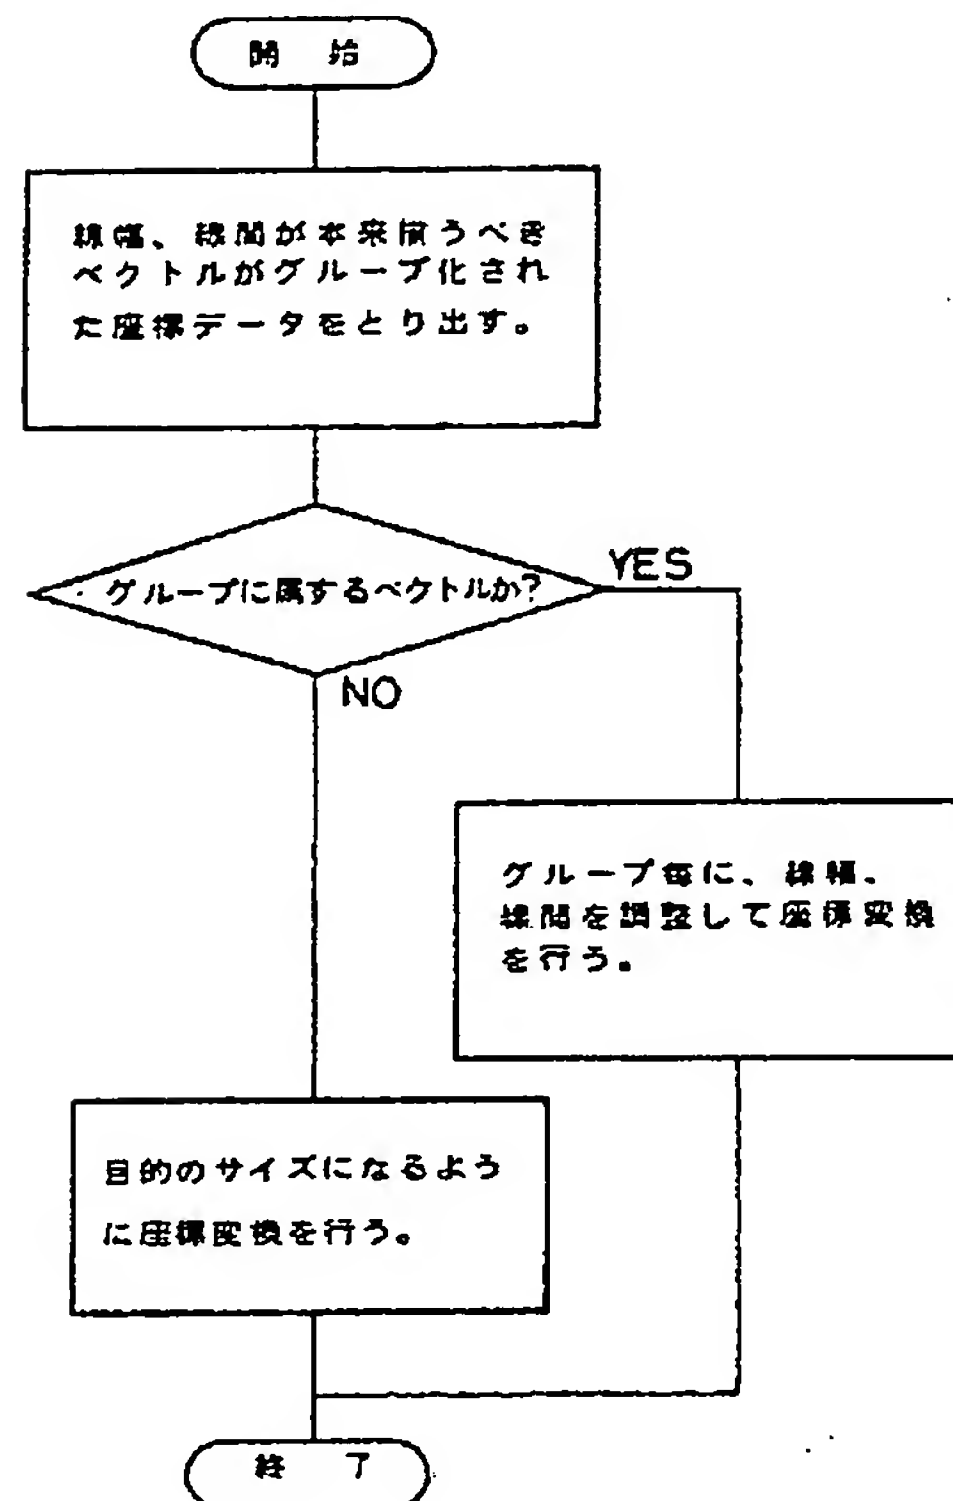 開 始
線幅、線間が本来揃うべき
ベクトルがグループ化され
た座標データをとり出す。
グループに属するベクトルか?
YES
NO
グループ毎に、線幅、
線間を調整して座標変換
を行う。
目的のサイズになるよう
に座標変換を行う。
終 了